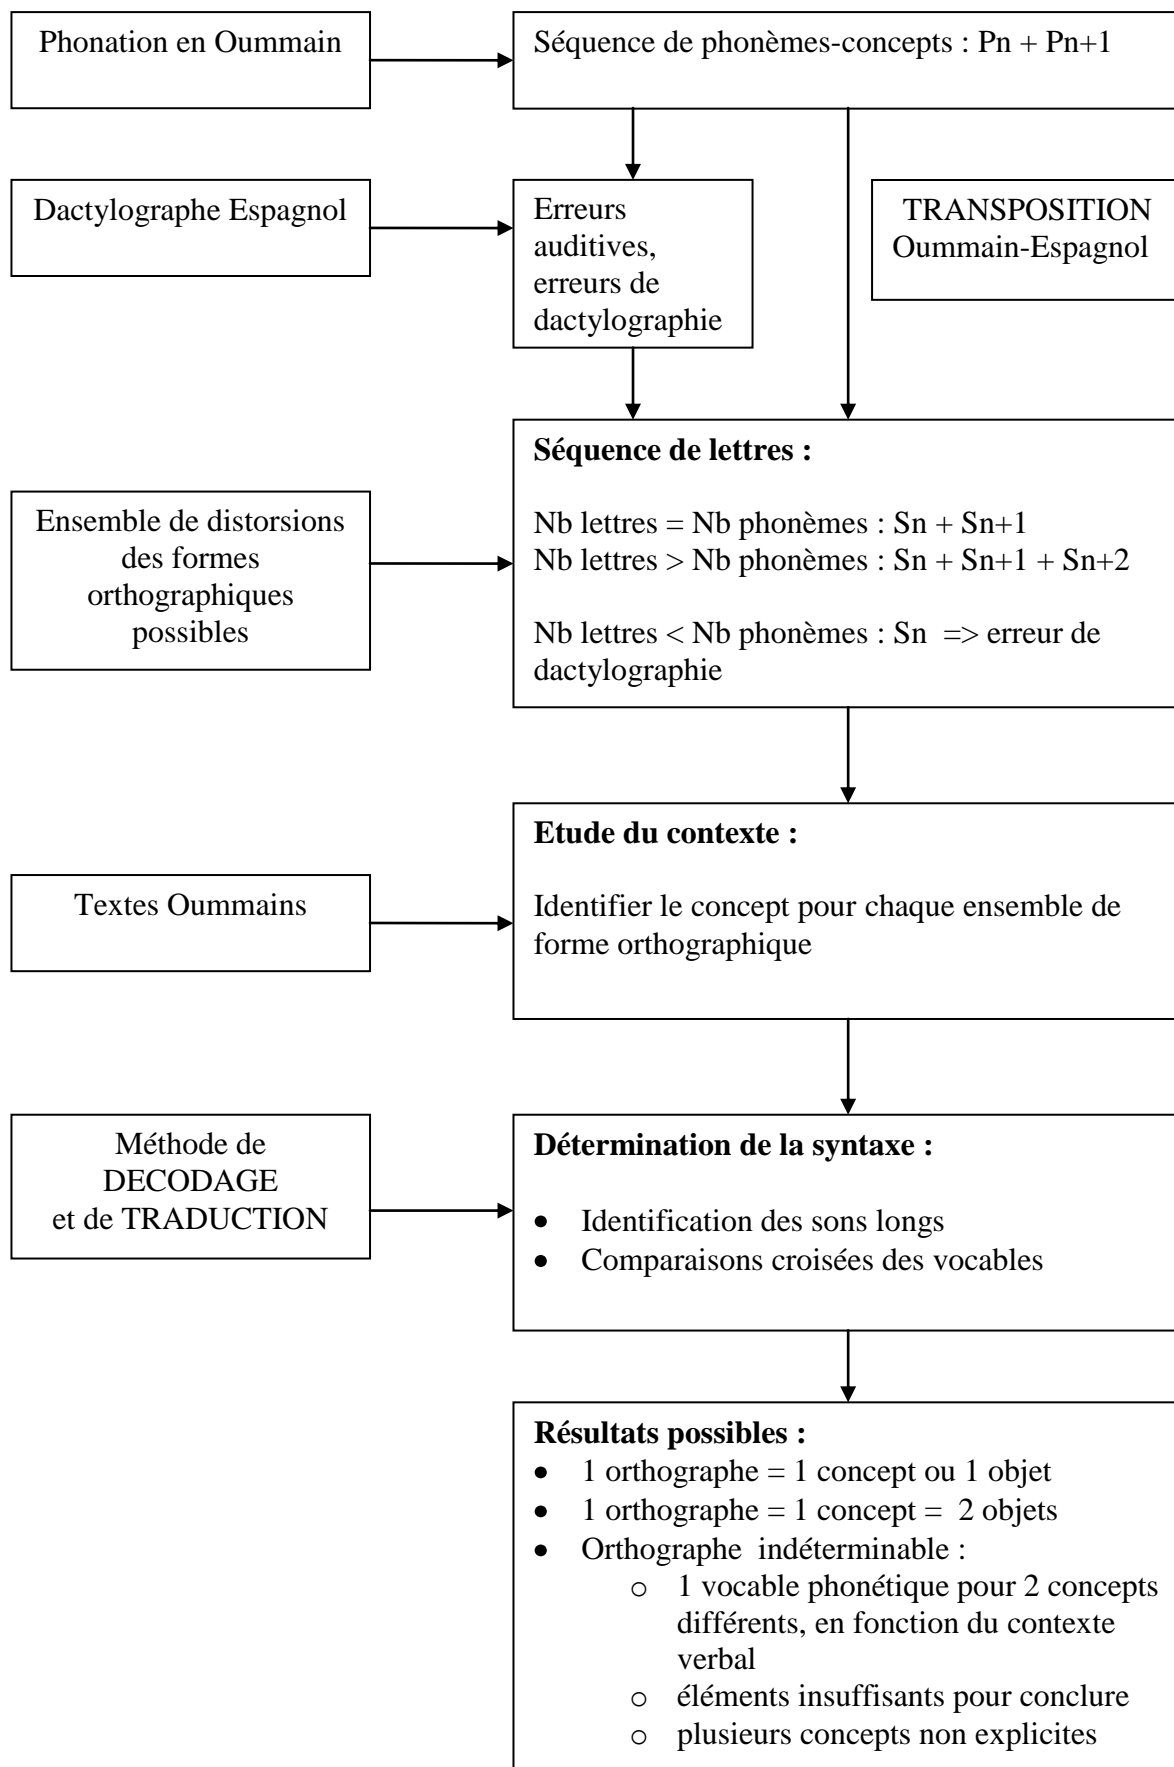 Phonation en Oummain
Séquence de phonèmes-concepts : Pn + Pn+1
Dactylographe Espagnol
Erreurs
auditives,
erreurs de
dactylographie
TRANSPOSITION
Oummain-Espagnol
Ensemble de distorsions
des formes
orthographiques
possibles
Séquence de lettres :
Nb lettres = Nb phonèmes : Sn + Sn+1
Nb lettres > Nb phonèmes : Sn + Sn+1 + Sn+2
Nb lettres < Nb phonèmes : Sn => erreur de
dactylographie
Textes Oummains
Etude du contexte :
Identifier le concept pour chaque ensemble de
forme orthographique
Méthode de
DECODAGE
et de TRADUCTION
Détermination de la syntaxe :
• Identification des sons longs
• Comparaisons croisées des vocables
Résultats possibles :
• 1 orthographe = 1 concept ou 1 objet
• 1 orthographe = 1 concept = 2 objets
• Orthographe indéterminable :
o 1 vocable phonétique pour 2 concepts
différents, en fonction du contexte
verbal
o éléments insuffisants pour conclure
o plusieurs concepts non explicites